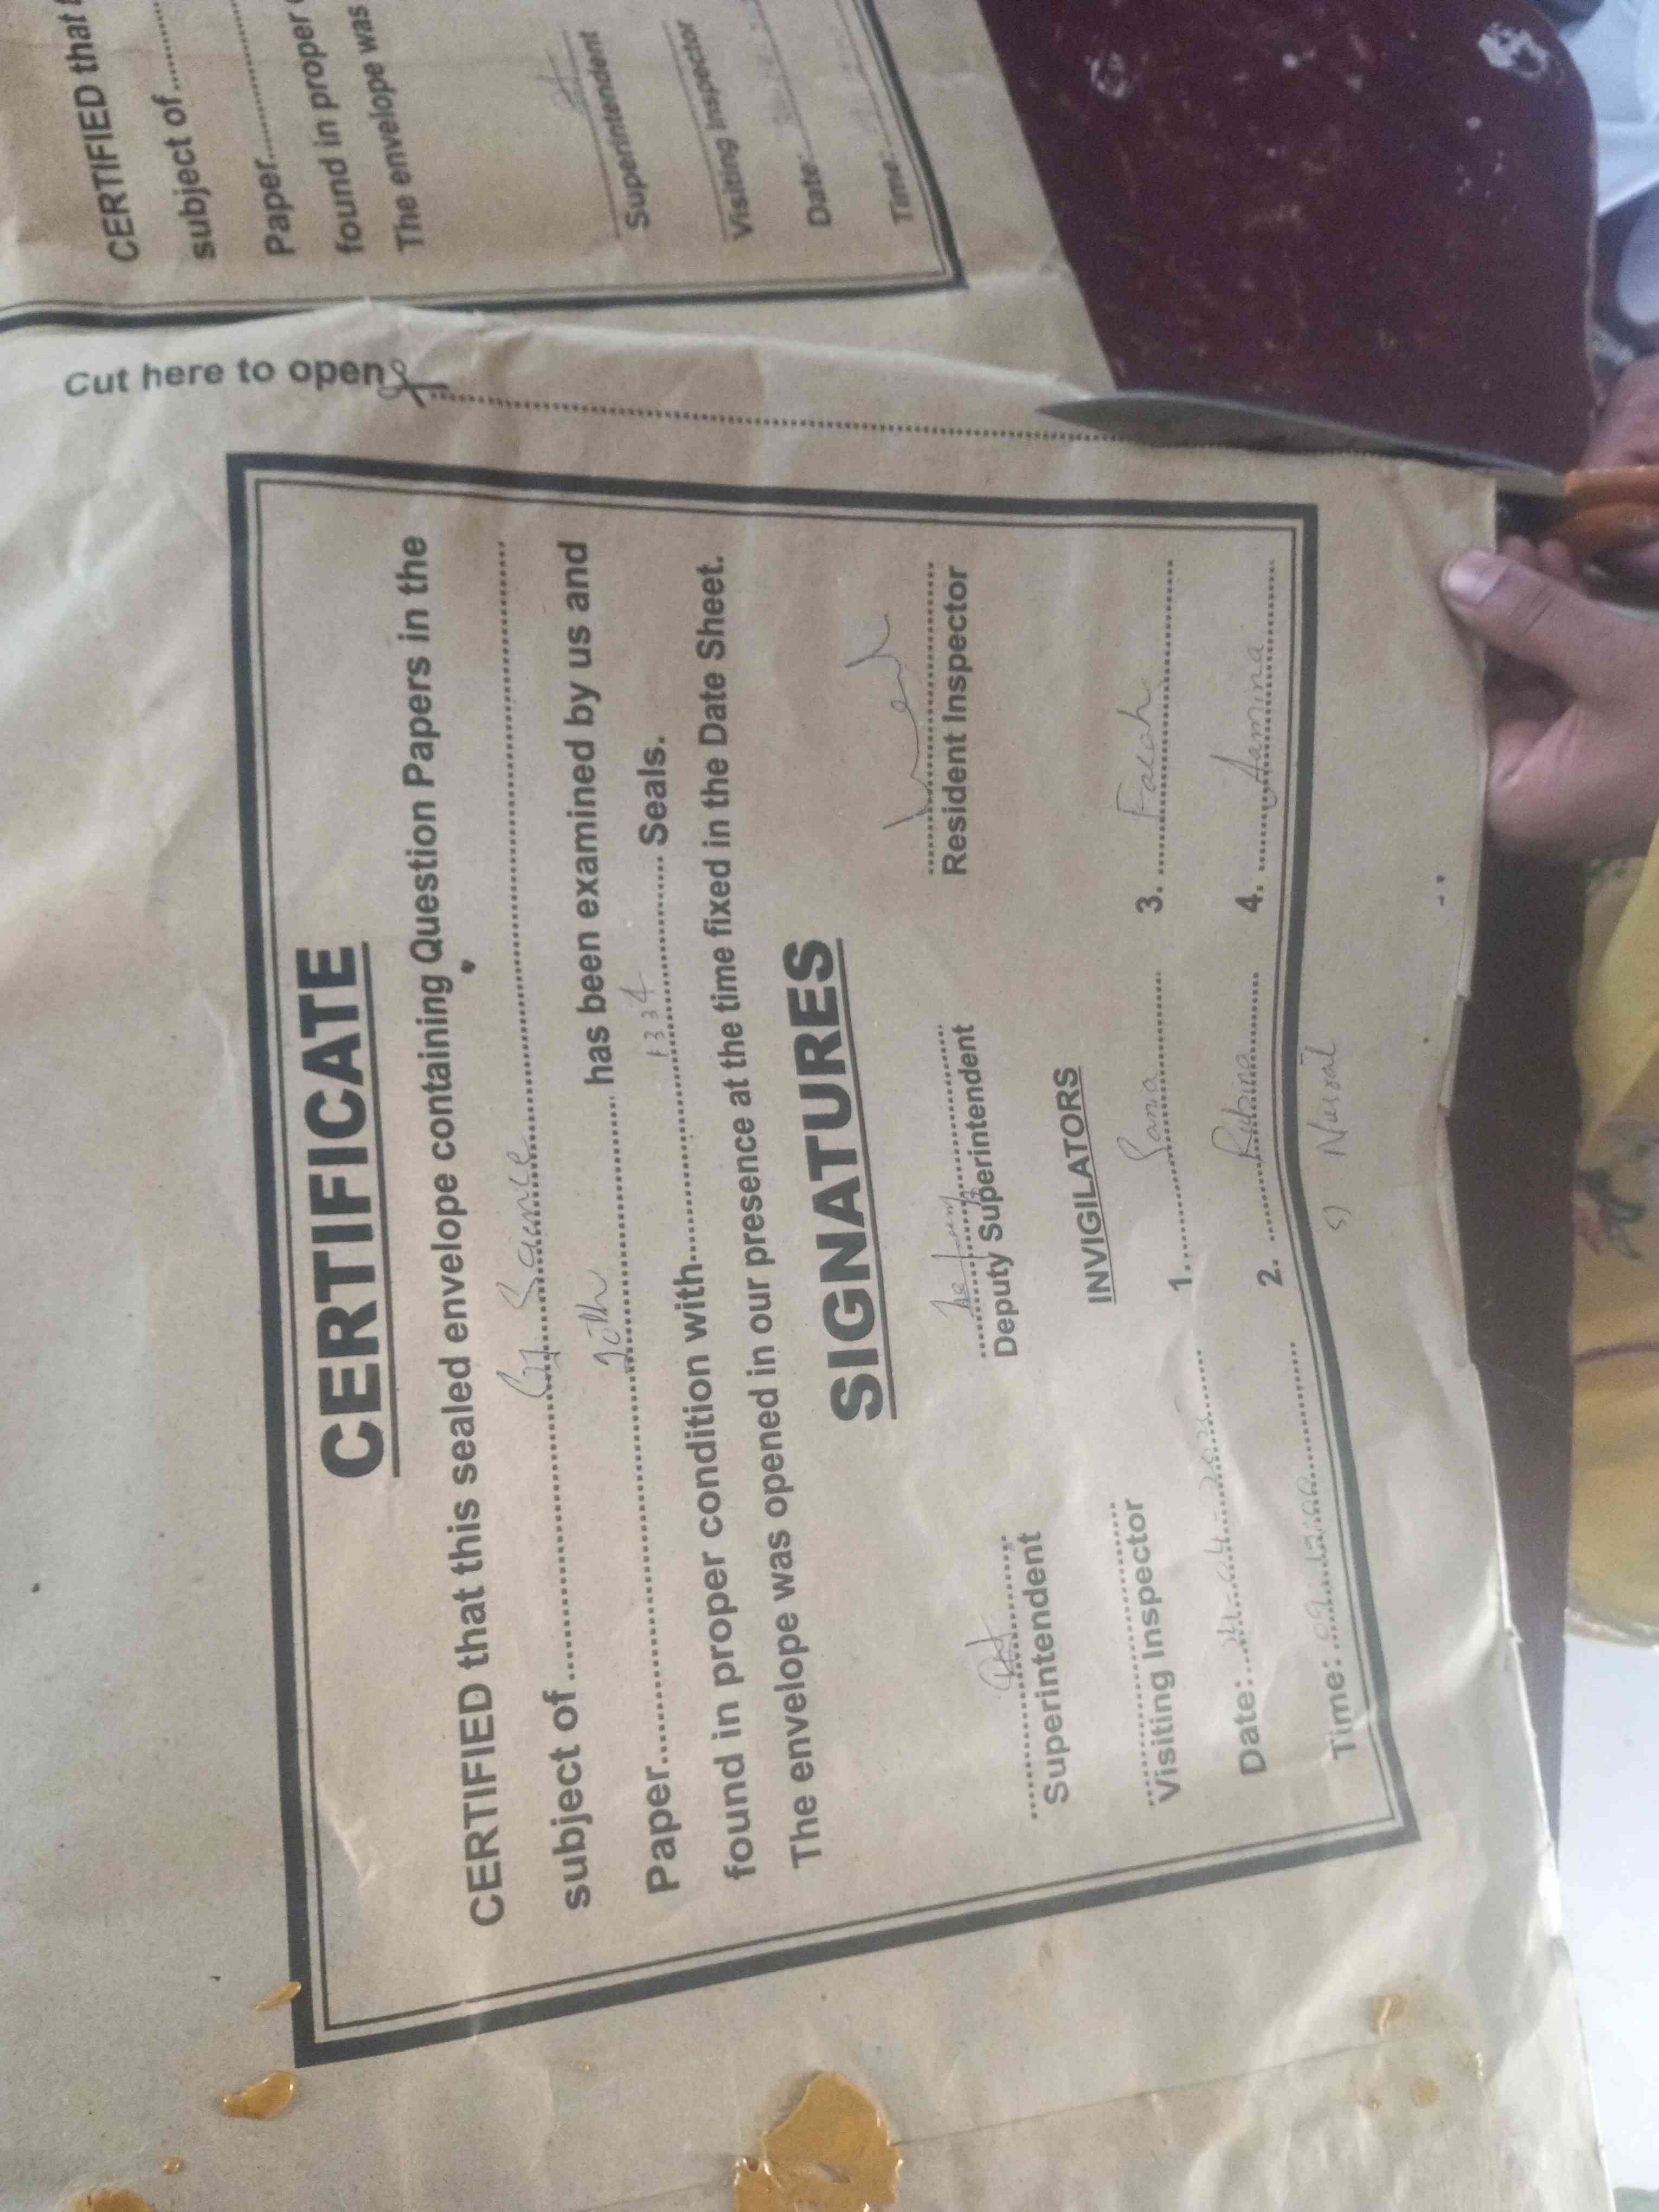 CERTIFICATE
CERTIFIED that this sealed envelope containing Question Papers in the
subject of.......... Science ..........
Paper.......... 10th .......... has been examined by us and
found in proper condition with.......... Seals.
The envelope was opened in our presence at the time fixed in the Date Sheet.
SIGNATURES
Superintendent
Deputy Superintendent
Resident Inspector
Visiting Inspector
INVIGILATORS
1. Sania
2. Rubina
3. Farah
4. Aamina
5) Nusrat
Date:
Time:
Cut here to open
CERTIFIED that
subject of..........
Paper..........
found in proper
The envelope was
Superintendent
Visiting Inspector
Date:
Time: